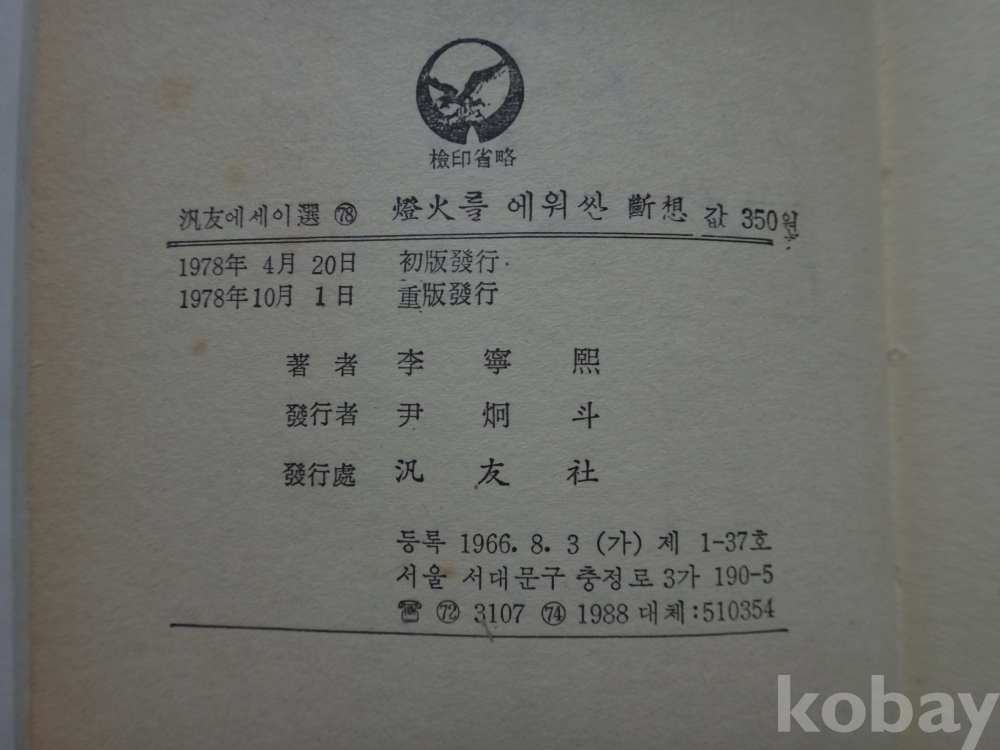 檢印省略
汎友에세이選 ㊆㊇ 燈火를 에워싼 斷想 값 350원
1978年 4月 20日 初版發行
1978年10月 1日 重版發行
著者 李寧熙
發行者 尹炯斗
發行處 汎友社
등록 1966. 8. 3 (가) 제 1-37호
서울 서대문구 충정로 3가 190-5
☎ (72) 3107 (74) 1988 대체:510354
kobay